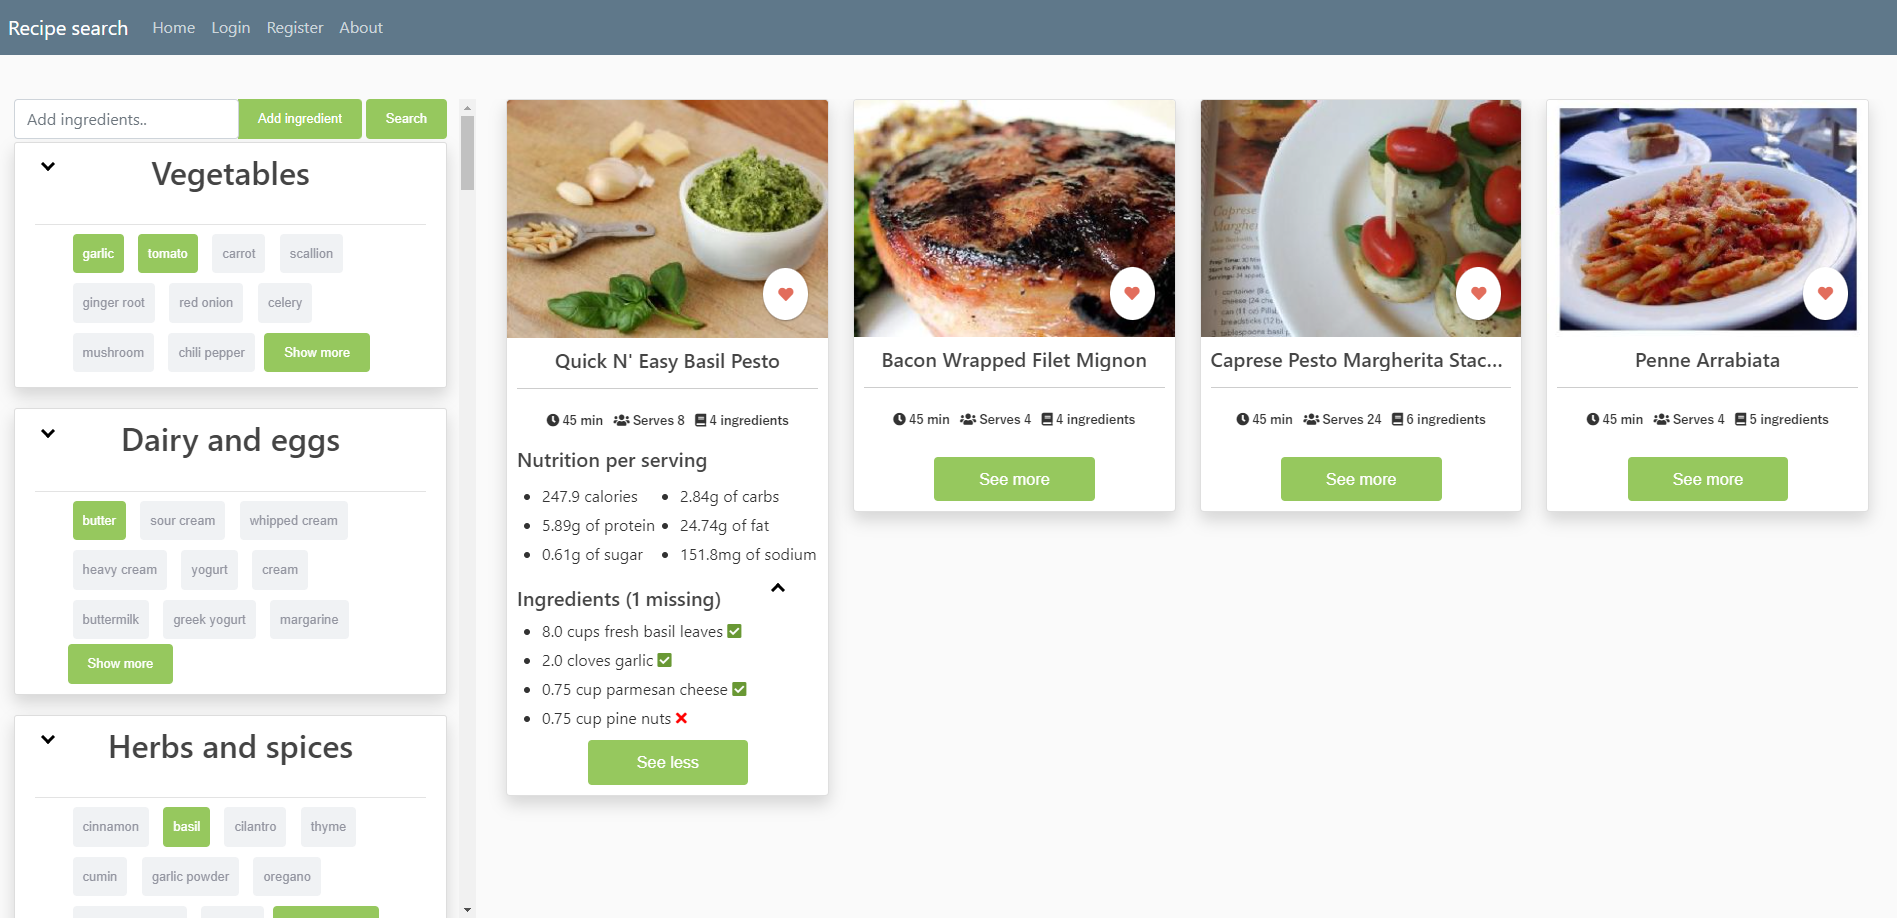 Recipe search Home Login Register About
Add ingredients.. Add ingredient Search
Vegetables
garlic tomato carrot scallion
ginger root red onion celery
mushroom chili pepper Show more
Dairy and eggs
butter sour cream whipped cream
heavy cream yogurt cream
buttermilk greek yogurt margarine
Show more
Herbs and spices
cinnamon basil cilantro thyme
cumin garlic powder oregano
Quick N' Easy Basil Pesto
45 min Serves 8 4 ingredients
Nutrition per serving
247.9 calories 2.84g of carbs
5.89g of protein 24.74g of fat
0.61g of sugar 151.8mg of sodium
Ingredients (1 missing)
8.0 cups fresh basil leaves
2.0 cloves garlic
0.75 cup parmesan cheese
0.75 cup pine nuts
See less
Bacon Wrapped Filet Mignon
45 min Serves 4 4 ingredients
See more
Caprese
Margher
Caprese Pesto Margherita Stac...
45 min Serves 24 6 ingredients
See more
Penne Arrabiata
45 min Serves 4 5 ingredients
See more